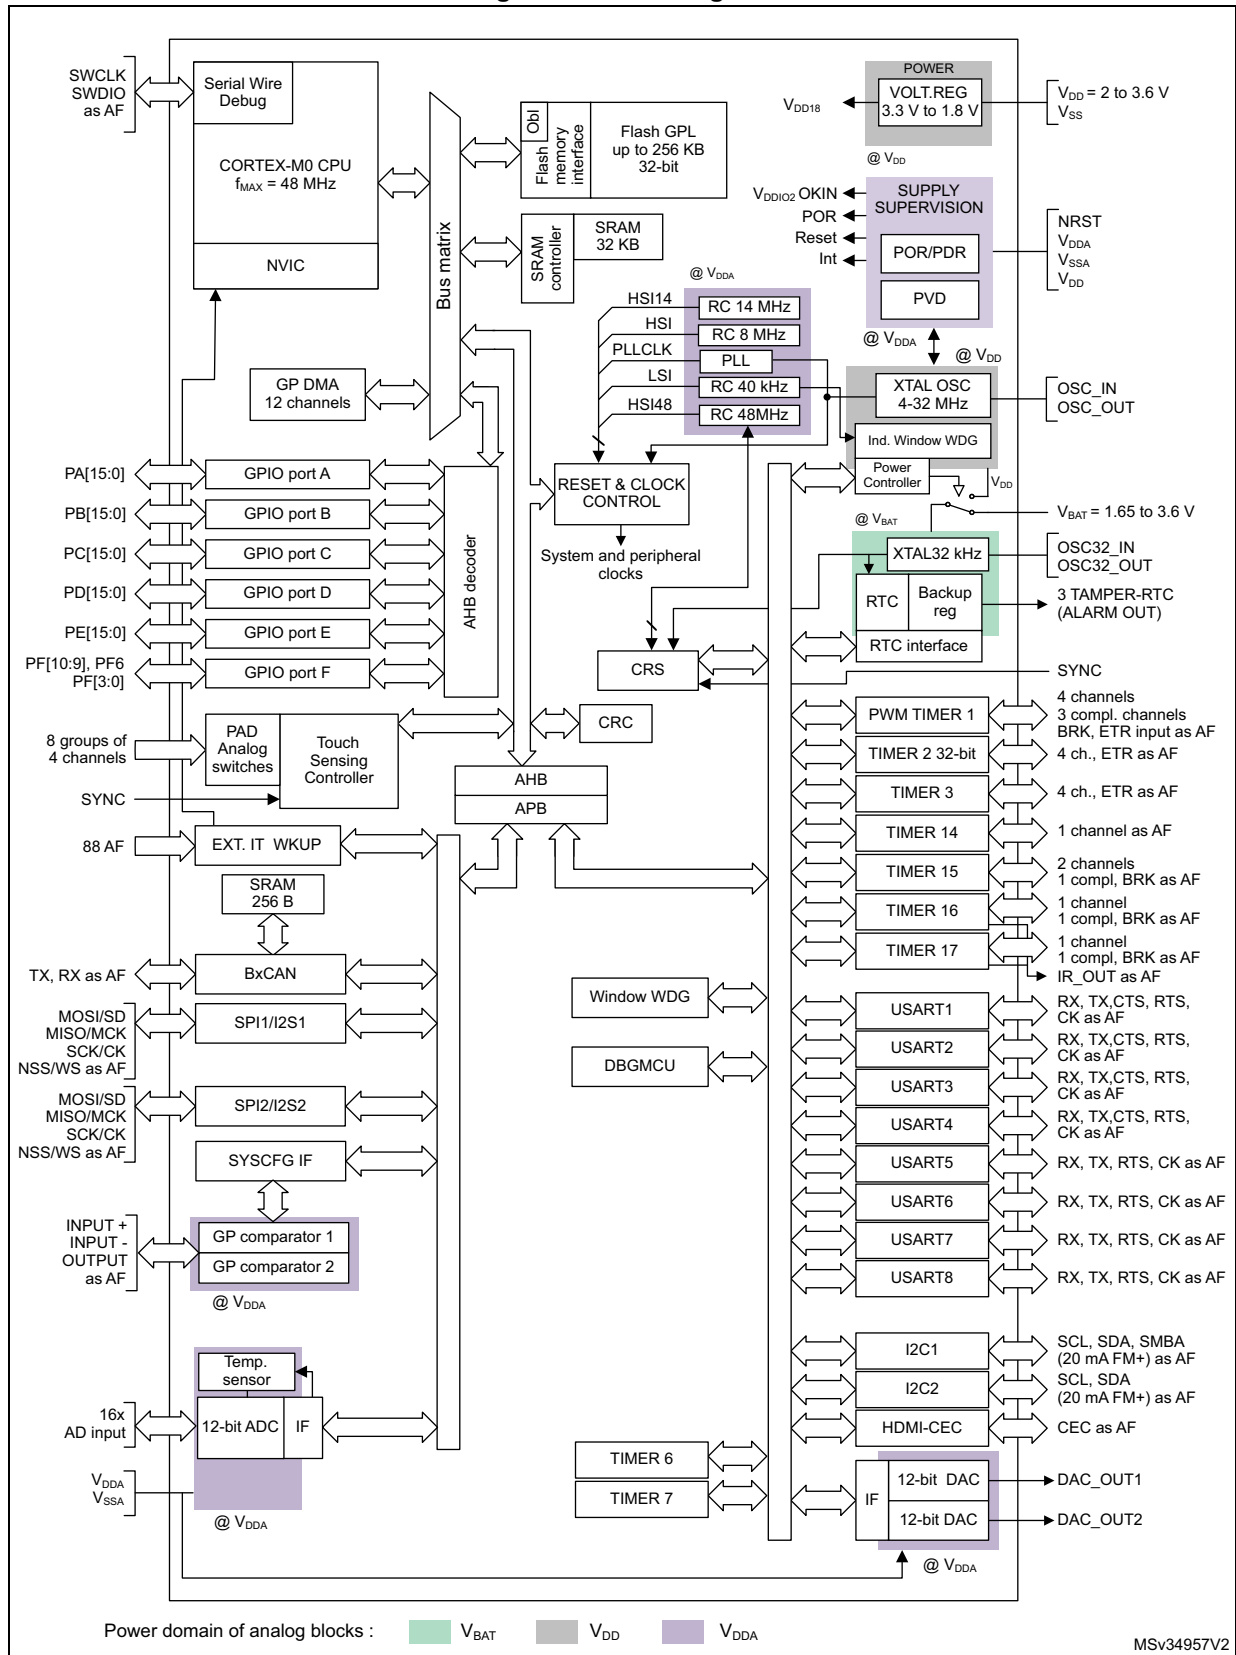 SWCLK
SWDIO
as AF
Serial Wire
Debug
CORTEX-M0 CPU
fMAX = 48 MHz
NVIC
Bus matrix
Obl
Flash
memory
interface
Flash GPL
up to 256 KB
32-bit
SRAM
controller
SRAM
32 KB
POWER
VOLT.REG
3.3 V to 1.8 V
VDD18
VDD = 2 to 3.6 V
VSS
@ VDD
VDDIO2 OKIN
POR
Reset
Int
SUPPLY
SUPERVISION
POR/PDR
PVD
NRST
VDDA
VSSA
VDD
@ VDDA
@ VDDA
@ VDD
HSI14
HSI
PLLCLK
LSI
HSI48
RC 14 MHz
RC 8 MHz
PLL
RC 40 kHz
RC 48MHz
XTAL OSC
4-32 MHz
OSC_IN
OSC_OUT
Ind. Window WDG
Power
Controller
VDD
VBAT = 1.65 to 3.6 V
@ VBAT
XTAL32 kHz
OSC32_IN
OSC32_OUT
RTC
Backup
reg
3 TAMPER-RTC
(ALARM OUT)
RTC interface
GP DMA
12 channels
PA[15:0]
GPIO port A
PB[15:0]
GPIO port B
PC[15:0]
GPIO port C
PD[15:0]
GPIO port D
PE[15:0]
GPIO port E
PF[10:9], PF6
PF[3:0]
GPIO port F
AHB decoder
RESET & CLOCK
CONTROL
System and peripheral
clocks
CRS
SYNC
8 groups of
4 channels
PAD
Analog
switches
Touch
Sensing
Controller
SYNC
CRC
AHB
APB
88 AF
EXT. IT WKUP
SRAM
256 B
TX, RX as AF
BxCAN
MOSI/SD
MISO/MCK
SCK/CK
NSS/WS as AF
SPI1/I2S1
MOSI/SD
MISO/MCK
SCK/CK
NSS/WS as AF
SPI2/I2S2
SYSCFG IF
INPUT +
INPUT -
OUTPUT
as AF
GP comparator 1
GP comparator 2
@ VDDA
Temp.
sensor
16x
AD input
12-bit ADC
IF
VDDA
VSSA
@ VDDA
Window WDG
DBGMCU
TIMER 6
TIMER 7
PWM TIMER 1
4 channels
3 compl. channels
BRK, ETR input as AF
TIMER 2 32-bit
4 ch., ETR as AF
TIMER 3
4 ch., ETR as AF
TIMER 14
1 channel as AF
TIMER 15
2 channels
1 compl, BRK as AF
TIMER 16
1 channel
1 compl, BRK as AF
TIMER 17
1 channel
1 compl, BRK as AF
IR_OUT as AF
USART1
RX, TX,CTS, RTS,
CK as AF
USART2
RX, TX,CTS, RTS,
CK as AF
USART3
RX, TX,CTS, RTS,
CK as AF
USART4
RX, TX,CTS, RTS,
CK as AF
USART5
RX, TX, RTS, CK as AF
USART6
RX, TX, RTS, CK as AF
USART7
RX, TX, RTS, CK as AF
USART8
RX, TX, RTS, CK as AF
I2C1
SCL, SDA, SMBA
(20 mA FM+) as AF
I2C2
SCL, SDA
(20 mA FM+) as AF
HDMI-CEC
CEC as AF
IF
12-bit DAC
DAC_OUT1
12-bit DAC
DAC_OUT2
@ VDDA
Power domain of analog blocks :
VBAT
VDD
VDDA
MSv34957V2